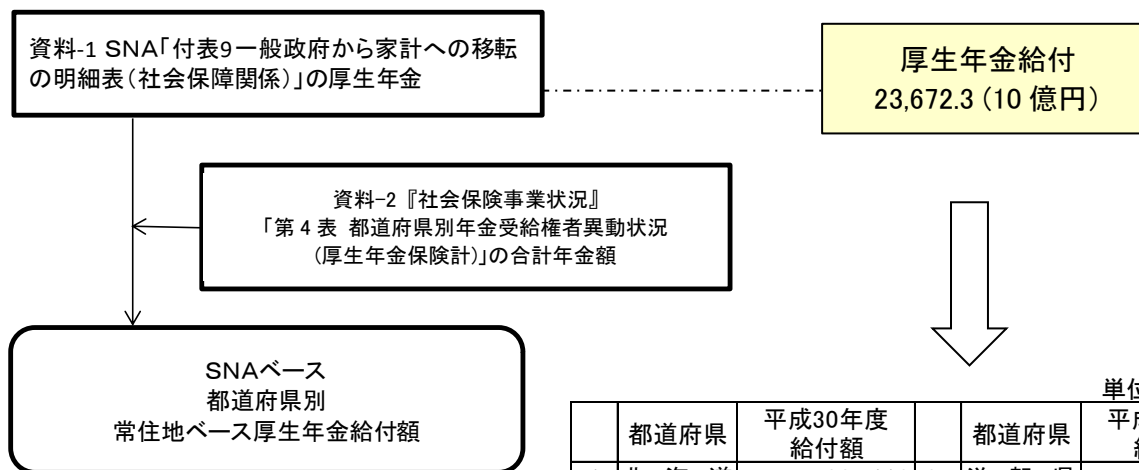 資料-1 SNA「付表9一般政府から家計への移転
の明細表(社会保障関係)」の厚生年金
厚生年金給付
23,672.3(10億円)
資料-2『社会保険事業状況』
「第4表 都道府県別年金受給権者異動状況
(厚生年金保険計)」の合計年金額
SNAベース
都道府県別
常住地ベース厚生年金給付額
単位
都道府県 平成30年度 都道府県
給付額